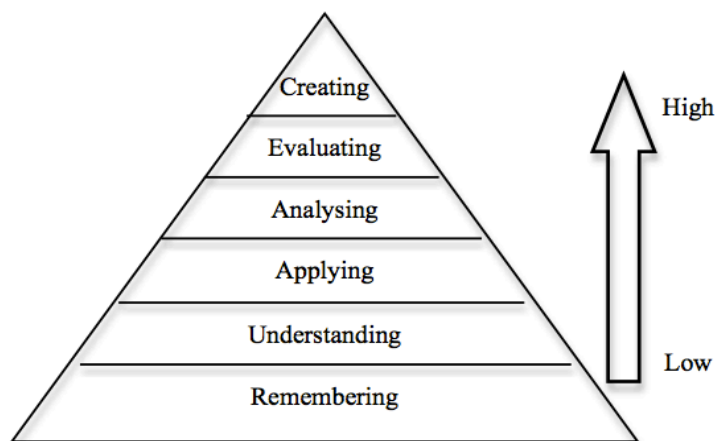 Creating
High
Evaluating
Analysing
Applying
Understanding
Low
Remembering